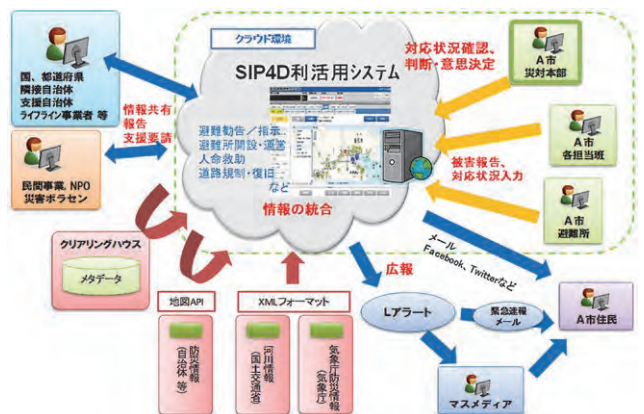 クラウド環境
SIP4D利活用システム
避難勧告／指示
避難所開設・運営
人命救助
道路規制・復旧
など
情報の統合
国、都道府県
隣接自治体
支援自治体
ライフライン事業者 等
情報共有
報告
支援要請
民間事業，NPO
災害ボラセン
クリアリングハウス
メタデータ
地図API
XMLフォーマット
防災情報
（自治体 等）
河川情報
（国土交通省）
気象庁防災情報
（気象庁）
対応状況確認、
判断・意思決定
A市
災対本部
A市
各担当班
被害報告、
対応状況入力
A市
避難所
メール
Facebook、Twitterなど
広報
Lアラート
緊急速報
メール
A市住民
マスメディア